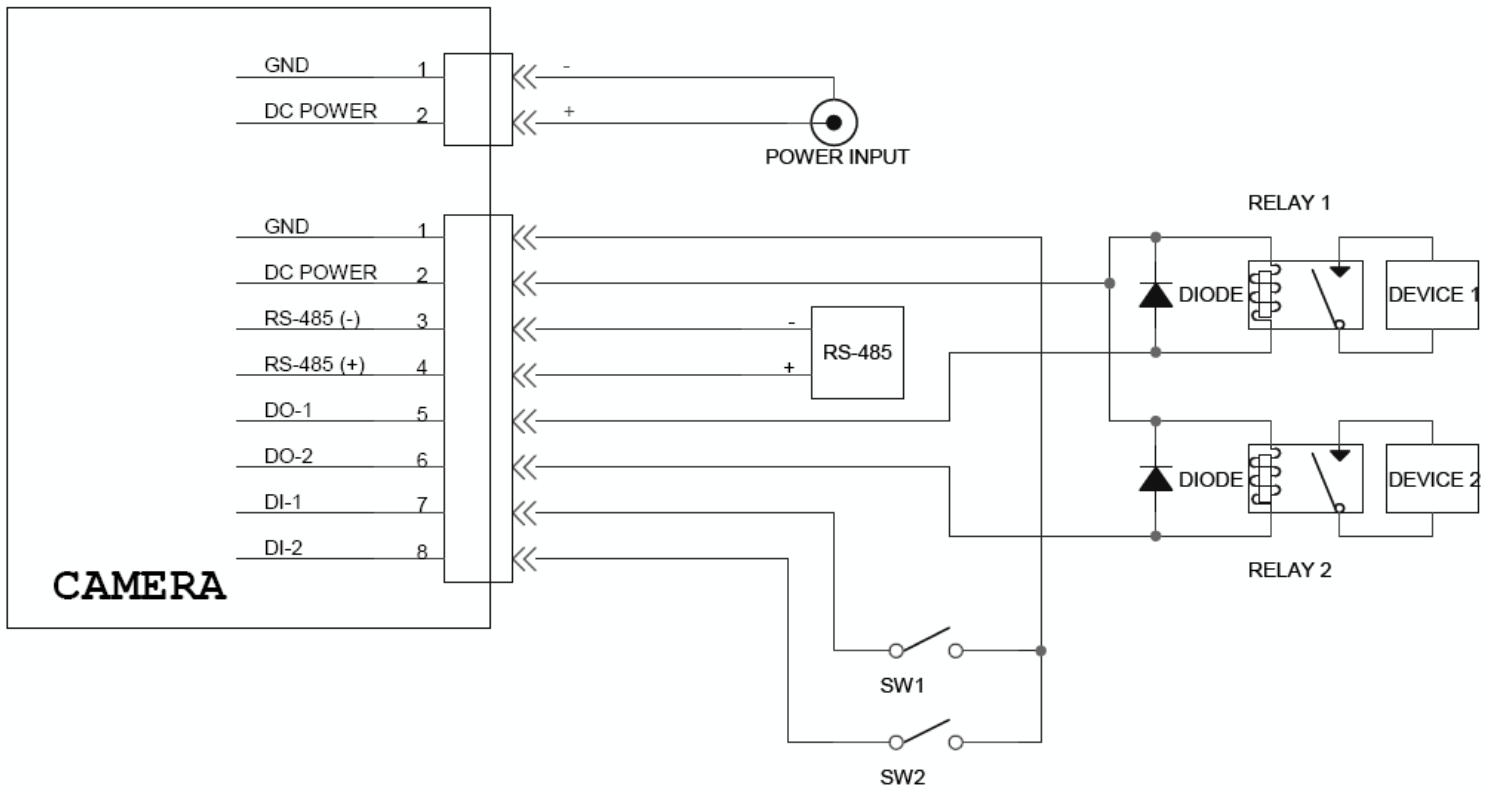 GND 1 -
DC POWER 2 +
POWER INPUT
RELAY 1
GND 1
DC POWER 2
DIODE
DEVICE 1
RS-485 (-) 3 -
RS-485
RS-485 (+) 4 +
DO-1 5
DO-2 6
DIODE
DEVICE 2
DI-1 7
DI-2 8
RELAY 2
CAMERA
SW1
SW2